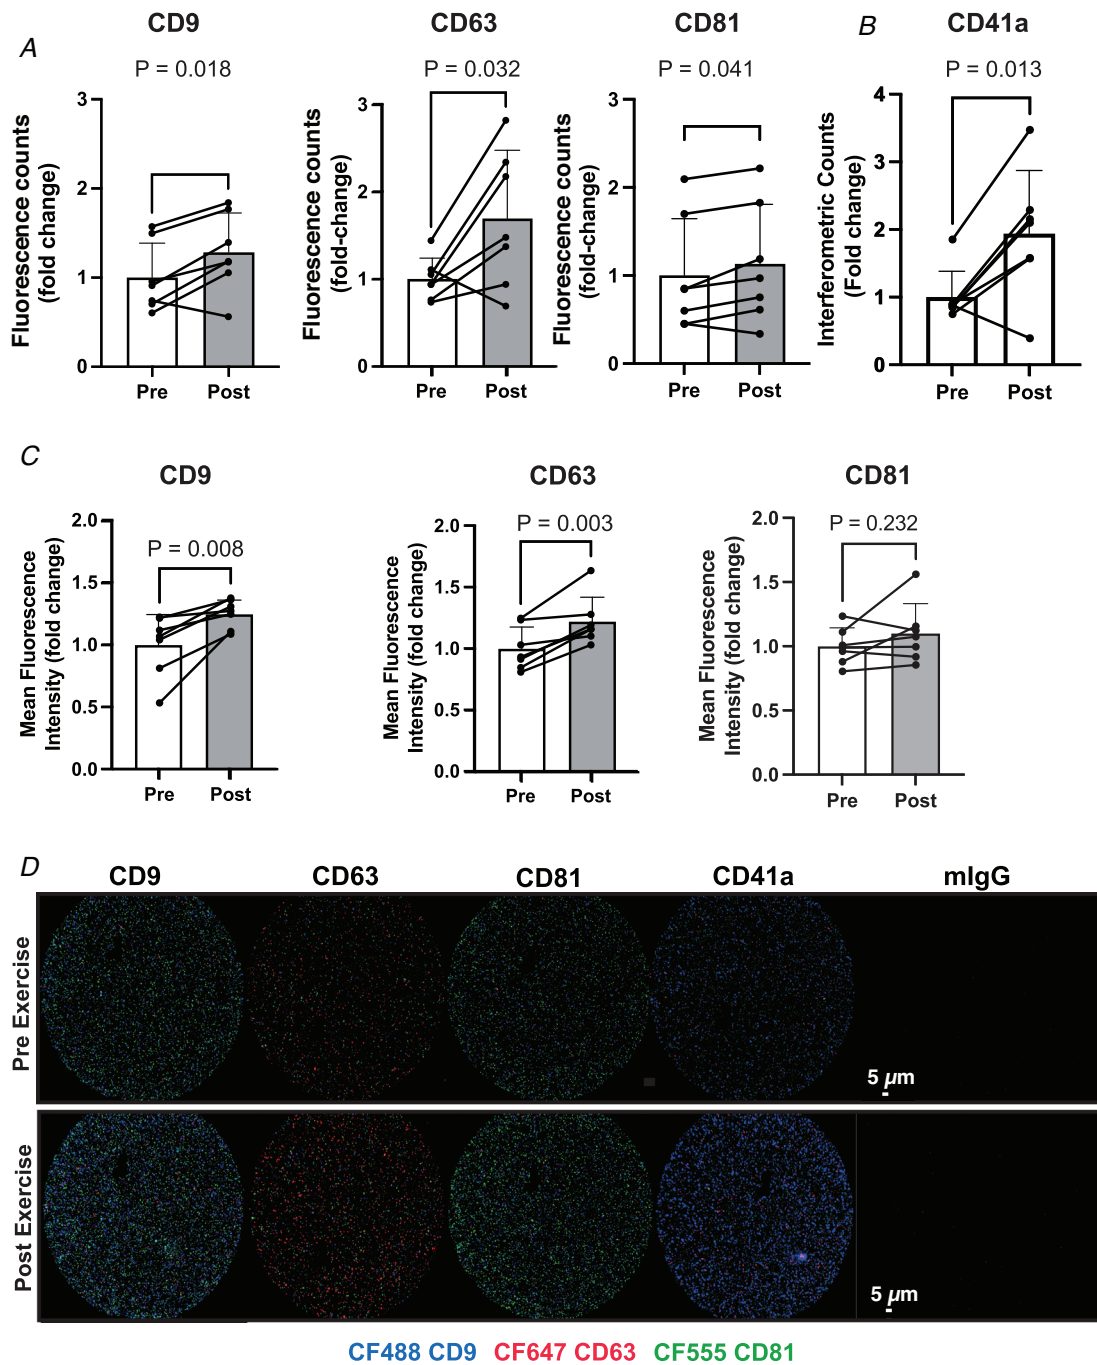 A
CD9
P = 0.018
Fluorescence counts
(fold change)
3
2
1
0
Pre
Post
CD63
P = 0.032
Fluorescence counts
(fold-change)
3
2
1
0
Pre
Post
CD81
P = 0.041
Fluorescence counts
(fold-change)
3
2
1
0
Pre
Post
B
CD41a
P = 0.013
Interferometric Counts
(Fold change)
4
3
2
1
0
Pre
Post
C
CD9
P = 0.008
Mean Fluorescence
Intensity (fold change)
2.0
1.5
1.0
0.5
0.0
Pre
Post
CD63
P = 0.003
Mean Fluorescence
Intensity (fold change)
2.0
1.5
1.0
0.5
0.0
Pre
Post
CD81
P = 0.232
Mean Fluorescence
Intensity (fold change)
2.0
1.5
1.0
0.5
0.0
Pre
Post
D
CD9
CD63
CD81
CD41a
mIgG
Pre Exercise
5 µm
Post Exercise
5 µm
CF488 CD9 CF647 CD63 CF555 CD81